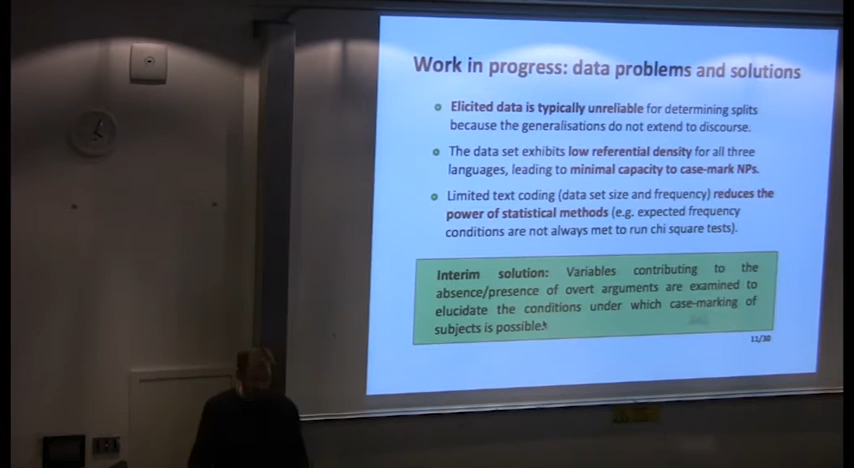 Work in progress: data problems and solutions
Elicited data is typically unreliable for determining splits
because the generalisations do not extend to discourse.
The data set exhibits low referential density for all three
languages, leading to minimal capacity to case-mark NPs.
Limited text coding (data set size and frequency) reduces the
power of statistical methods (e.g. expected frequency
conditions are not always met to run chi square tests).
Interim solution: Variables contributing to the
absence/presence of overt arguments are examined to
elucidate the conditions under which case-marking of
subjects is possible.
11/30